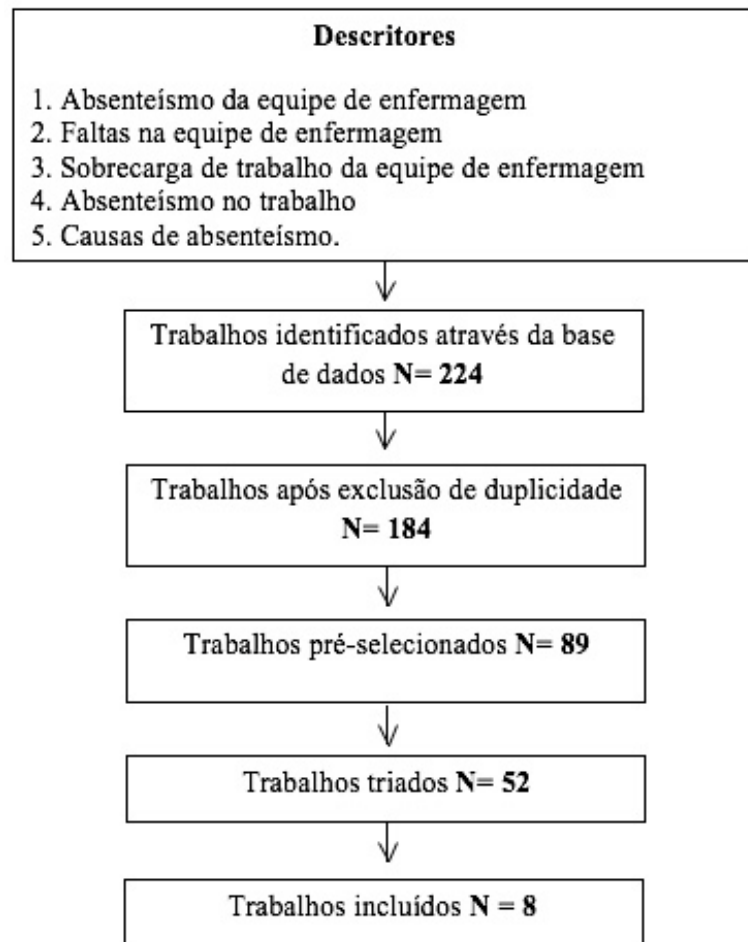 Descritores
1. Absenteísmo da equipe de enfermagem
2. Faltas na equipe de enfermagem
3. Sobrecarga de trabalho da equipe de enfermagem
4. Absenteísmo no trabalho
5. Causas de absenteísmo.
Trabalhos identificados através da base
de dados N= 224
Trabalhos após exclusão de duplicidade
N= 184
Trabalhos pré-selecionados N= 89
Trabalhos triados N= 52
Trabalhos incluídos N = 8